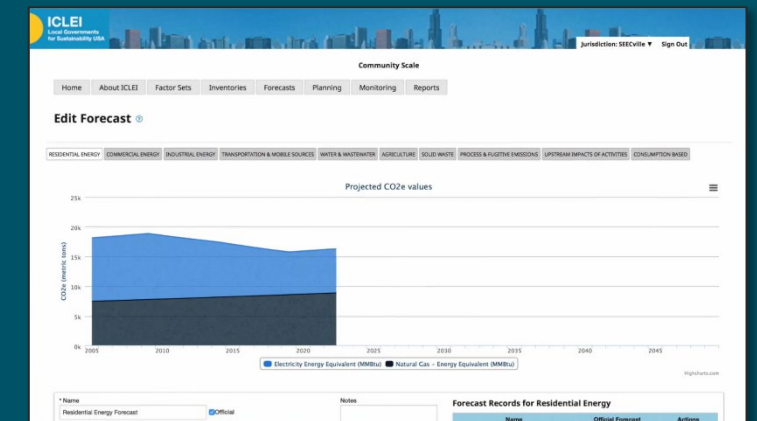 ICLEI
Local Governments
for Sustainability USA
Jurisdiction: SEECville ▼ Sign Out
Community Scale
Home About ICLEI Factor Sets Inventories Forecasts Planning Monitoring Reports
Edit Forecast
RESIDENTIAL ENERGY COMMERCIAL ENERGY INDUSTRIAL ENERGY TRANSPORTATION & MOBILE SOURCES WATER & WASTEWATER AGRICULTURE SOLID WASTE PROCESS & FUGITIVE EMISSIONS UPSTREAM IMPACTS OF ACTIVITIES CONSUMPTION BASED
Projected CO2e values
CO2e (metric tons)
25k
20k
15k
10k
5k
0k
2005 2010 2015 2020 2025 2030 2035 2040 2045
Electricity Energy Equivalent (MMBtu) Natural Gas – Energy Equivalent (MMBtu)
Highcharts.com
* Name
Residential Energy Forecast
Official
Notes
Forecast Records for Residential Energy
Name Official Forecast Actions